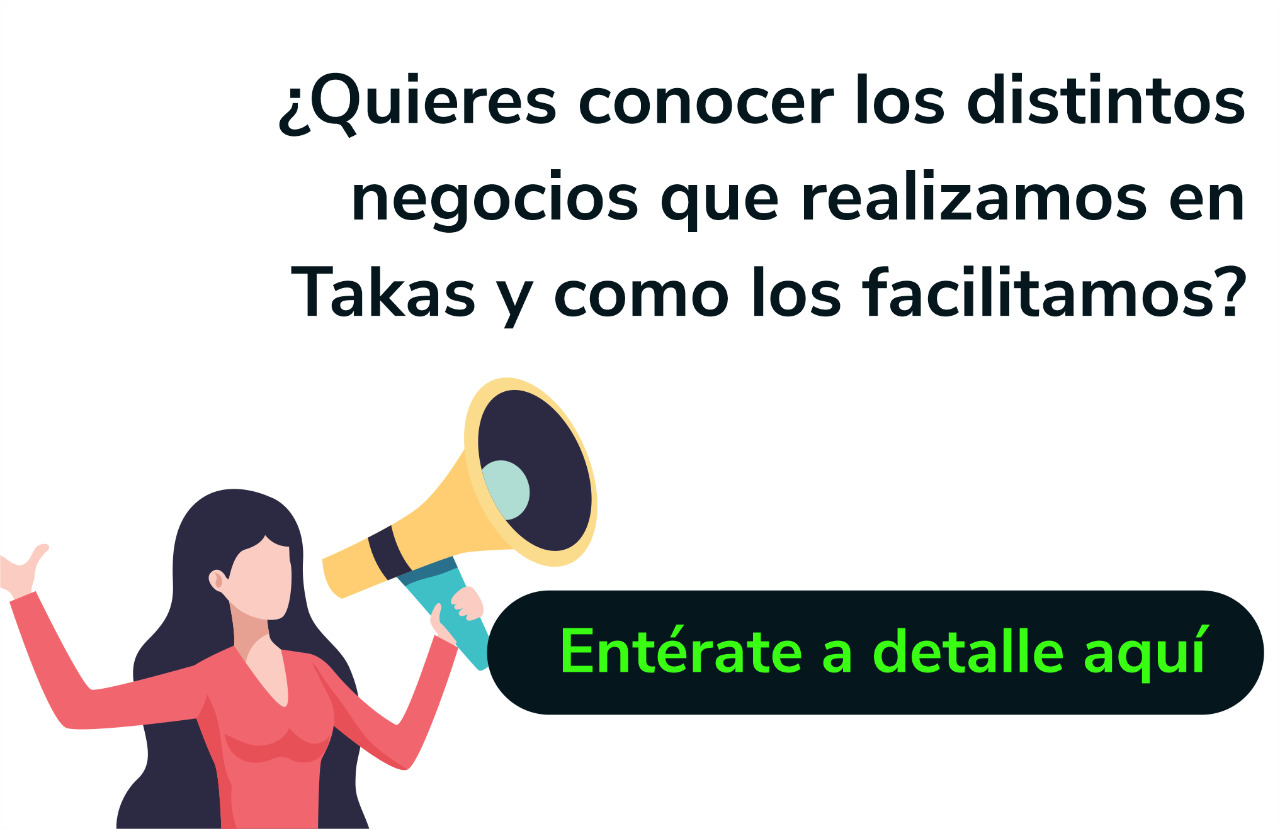 ¿Quieres conocer los distintos
negocios que realizamos en
Takas y como los facilitamos?
Entérate a detalle aquí